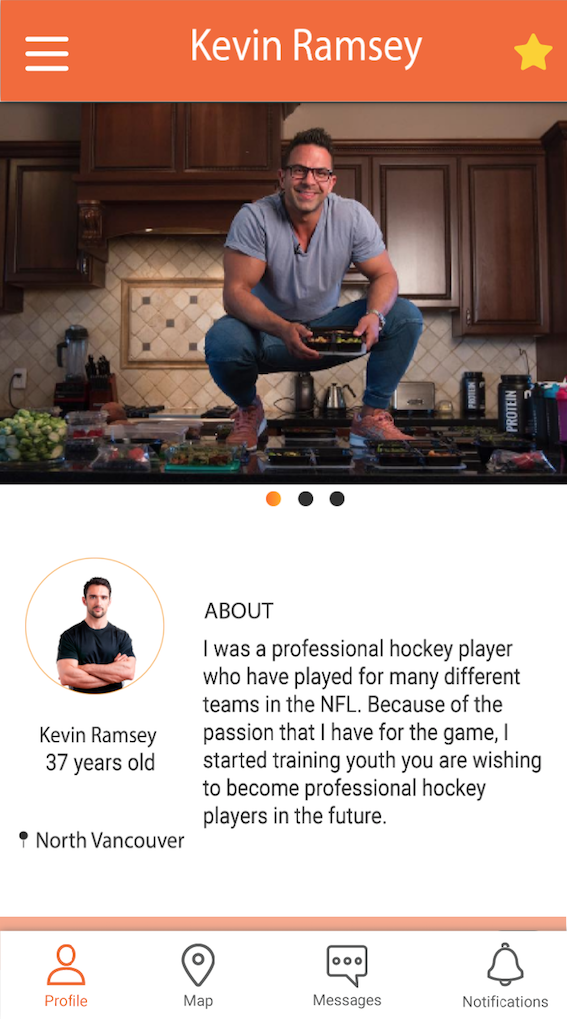 Kevin Ramsey
PROTEIN
PROTEIN
ABOUT
I was a professional hockey player
who have played for many different
teams in the NFL. Because of the
passion that I have for the game, I
started training youth you are wishing
to become professional hockey
players in the future.
Kevin Ramsey
37 years old
North Vancouver
Profile
Map
Messages
Notifications